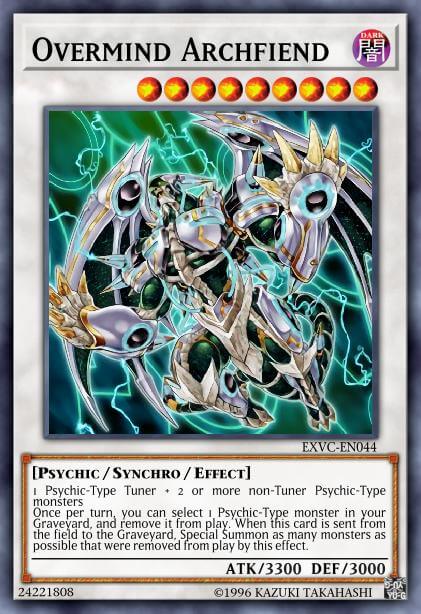 OVERMIND ARCHFIEND
DARK
闇
EXVC-EN044
[PSYCHIC / SYNCHRO / EFFECT]
1 Psychic-Type Tuner + 2 or more non-Tuner Psychic-Type
monsters
Once per turn, you can select 1 Psychic-Type monster in your
Graveyard, and remove it from play. When this card is sent from
the field to the Graveyard, Special Summon as many monsters as
possible that were removed from play by this effect.
ATK/3300 DEF/3000
24221808
©1996 KAZUKI TAKAHASHI